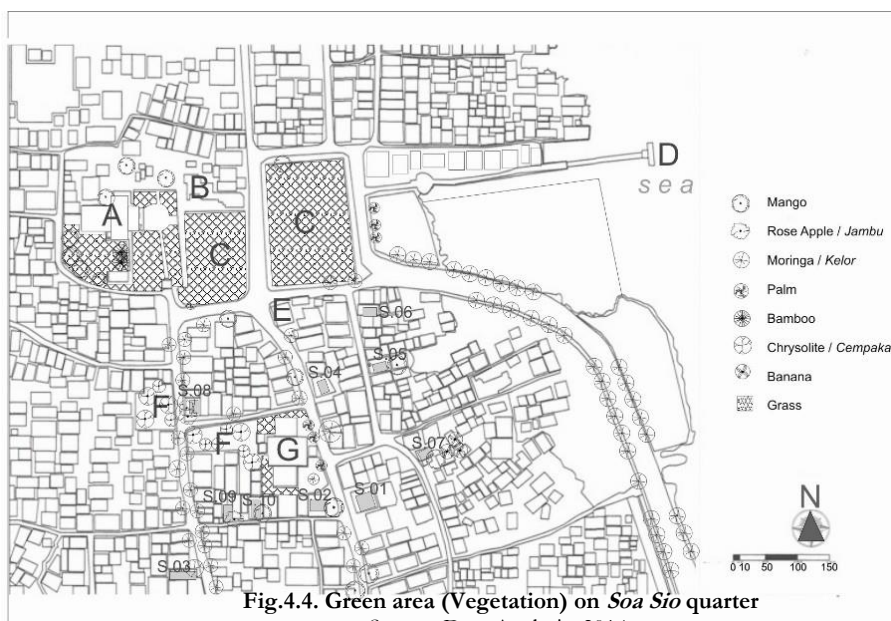 A
B
C
C
D
sea
E
S.06
S.05
S.04
S.08
F
F
G
S.07
S.01
S.09
S.10
S.02
S.03
Mango
Rose Apple / Jambu
Moringa / Kelor
Palm
Bamboo
Chrysolite / Cempaka
Banana
Grass
N
0 10 50 100 150
Fig.4.4. Green area (Vegetation) on Soa Sio quarter